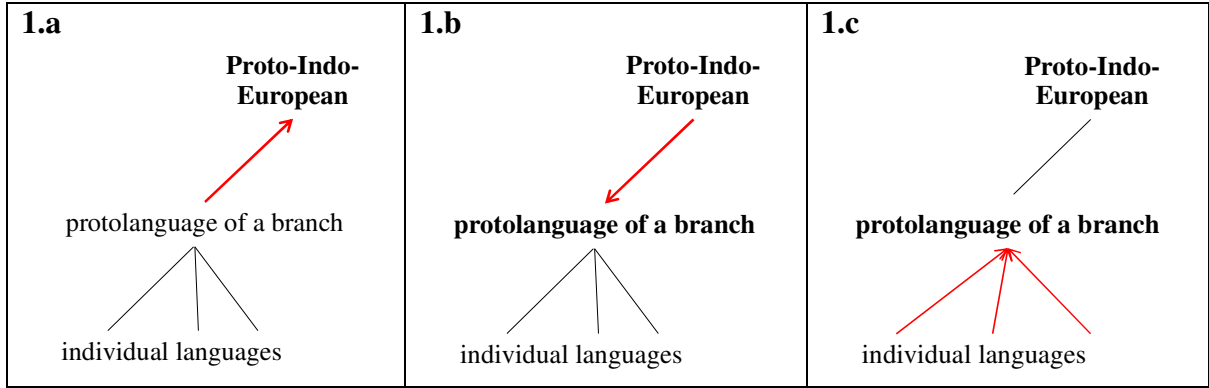 1.a
Proto-Indo-
European
protolanguage of a branch
individual languages
1.b
Proto-Indo-
European
protolanguage of a branch
individual languages
1.c
Proto-Indo-
European
protolanguage of a branch
individual languages